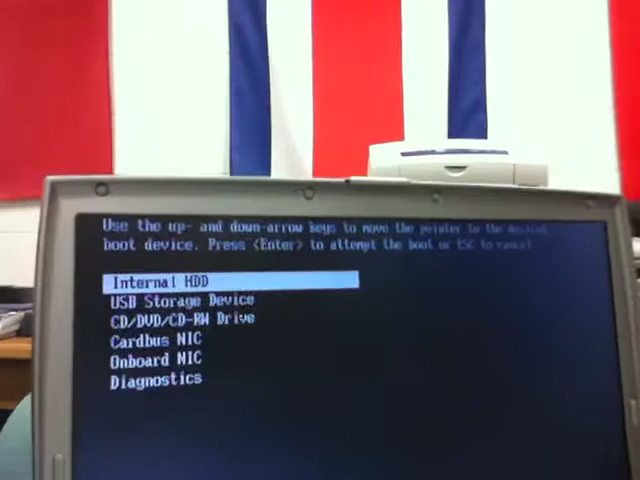 Use the up- and down-arrow keys to move the pointer to the desired
boot device. Press <Enter> to attempt the boot or ESC to cancel
Internal HDD
USB Storage Device
CD/DVD/CD-RW Drive
Cardbus NIC
Onboard NIC
Diagnostics